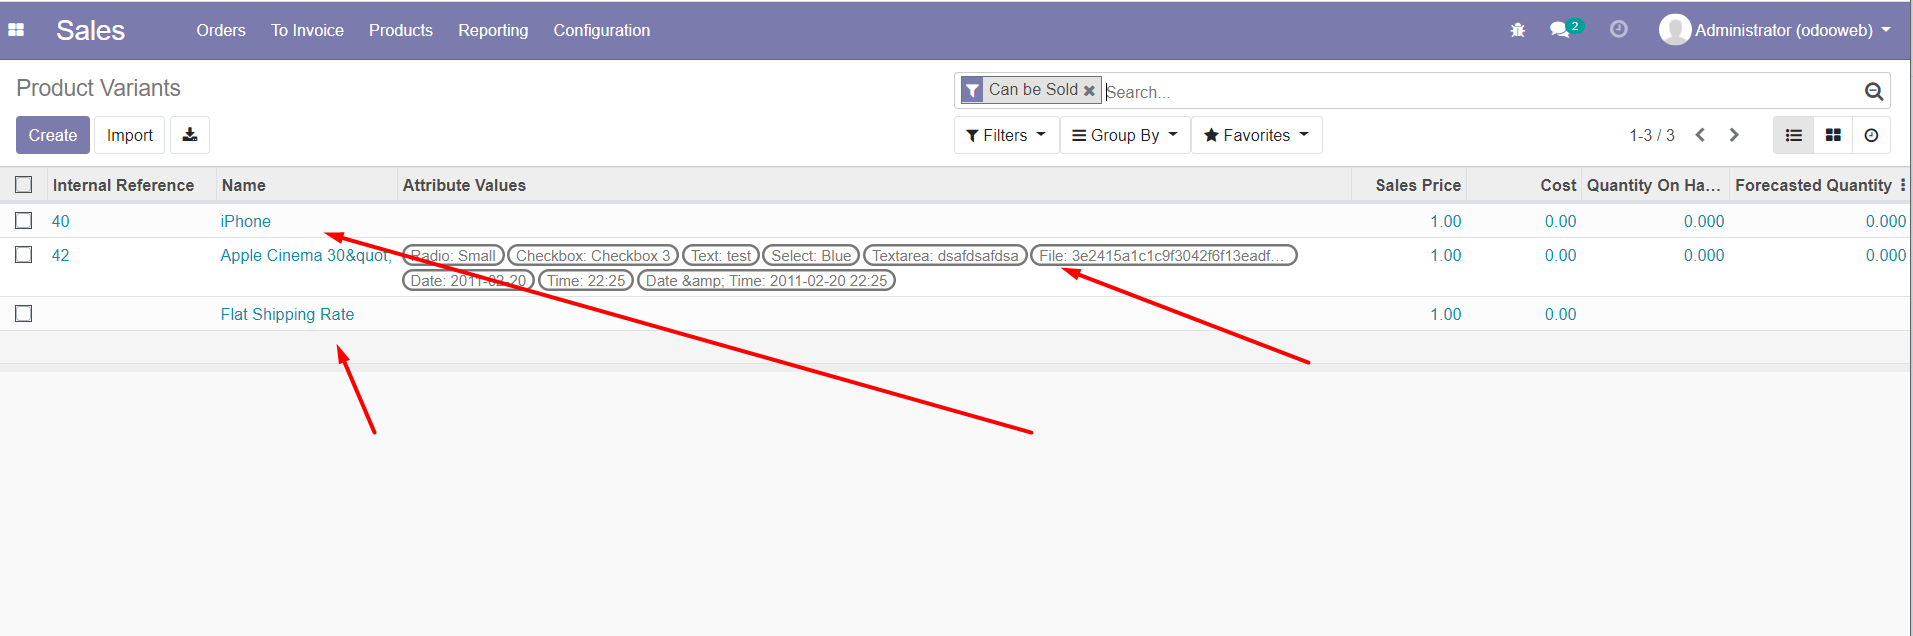 Sales Orders To Invoice Products Reporting Configuration 2 Administrator (odooweb)
Product Variants
Can be Sold Search...
Create Import Filters Group By Favorites 1-3 / 3
Internal Reference Name Attribute Values Sales Price Cost Quantity On Ha... Forecasted Quantity
40 iPhone 1.00 0.00 0.000 0.000
42 Apple Cinema 30&quot; Radio: Small Checkbox: Checkbox 3 Text: test Select: Blue Textarea: dsafdsafdsa File: 3e2415a1c1c9f3042f6f13eadf... 1.00 0.00 0.000 0.000
Date: 2011-02-20 Time: 22:25 Date &amp; Time: 2011-02-20 22:25
Flat Shipping Rate 1.00 0.00